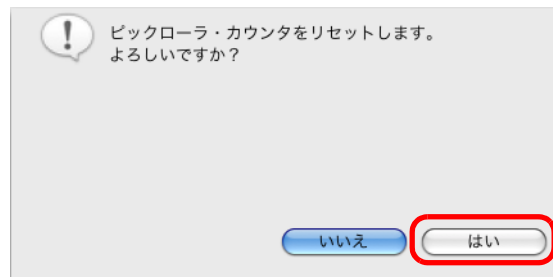 ピックローラ・カウンタをリセットします。
よろしいですか？
いいえ
はい